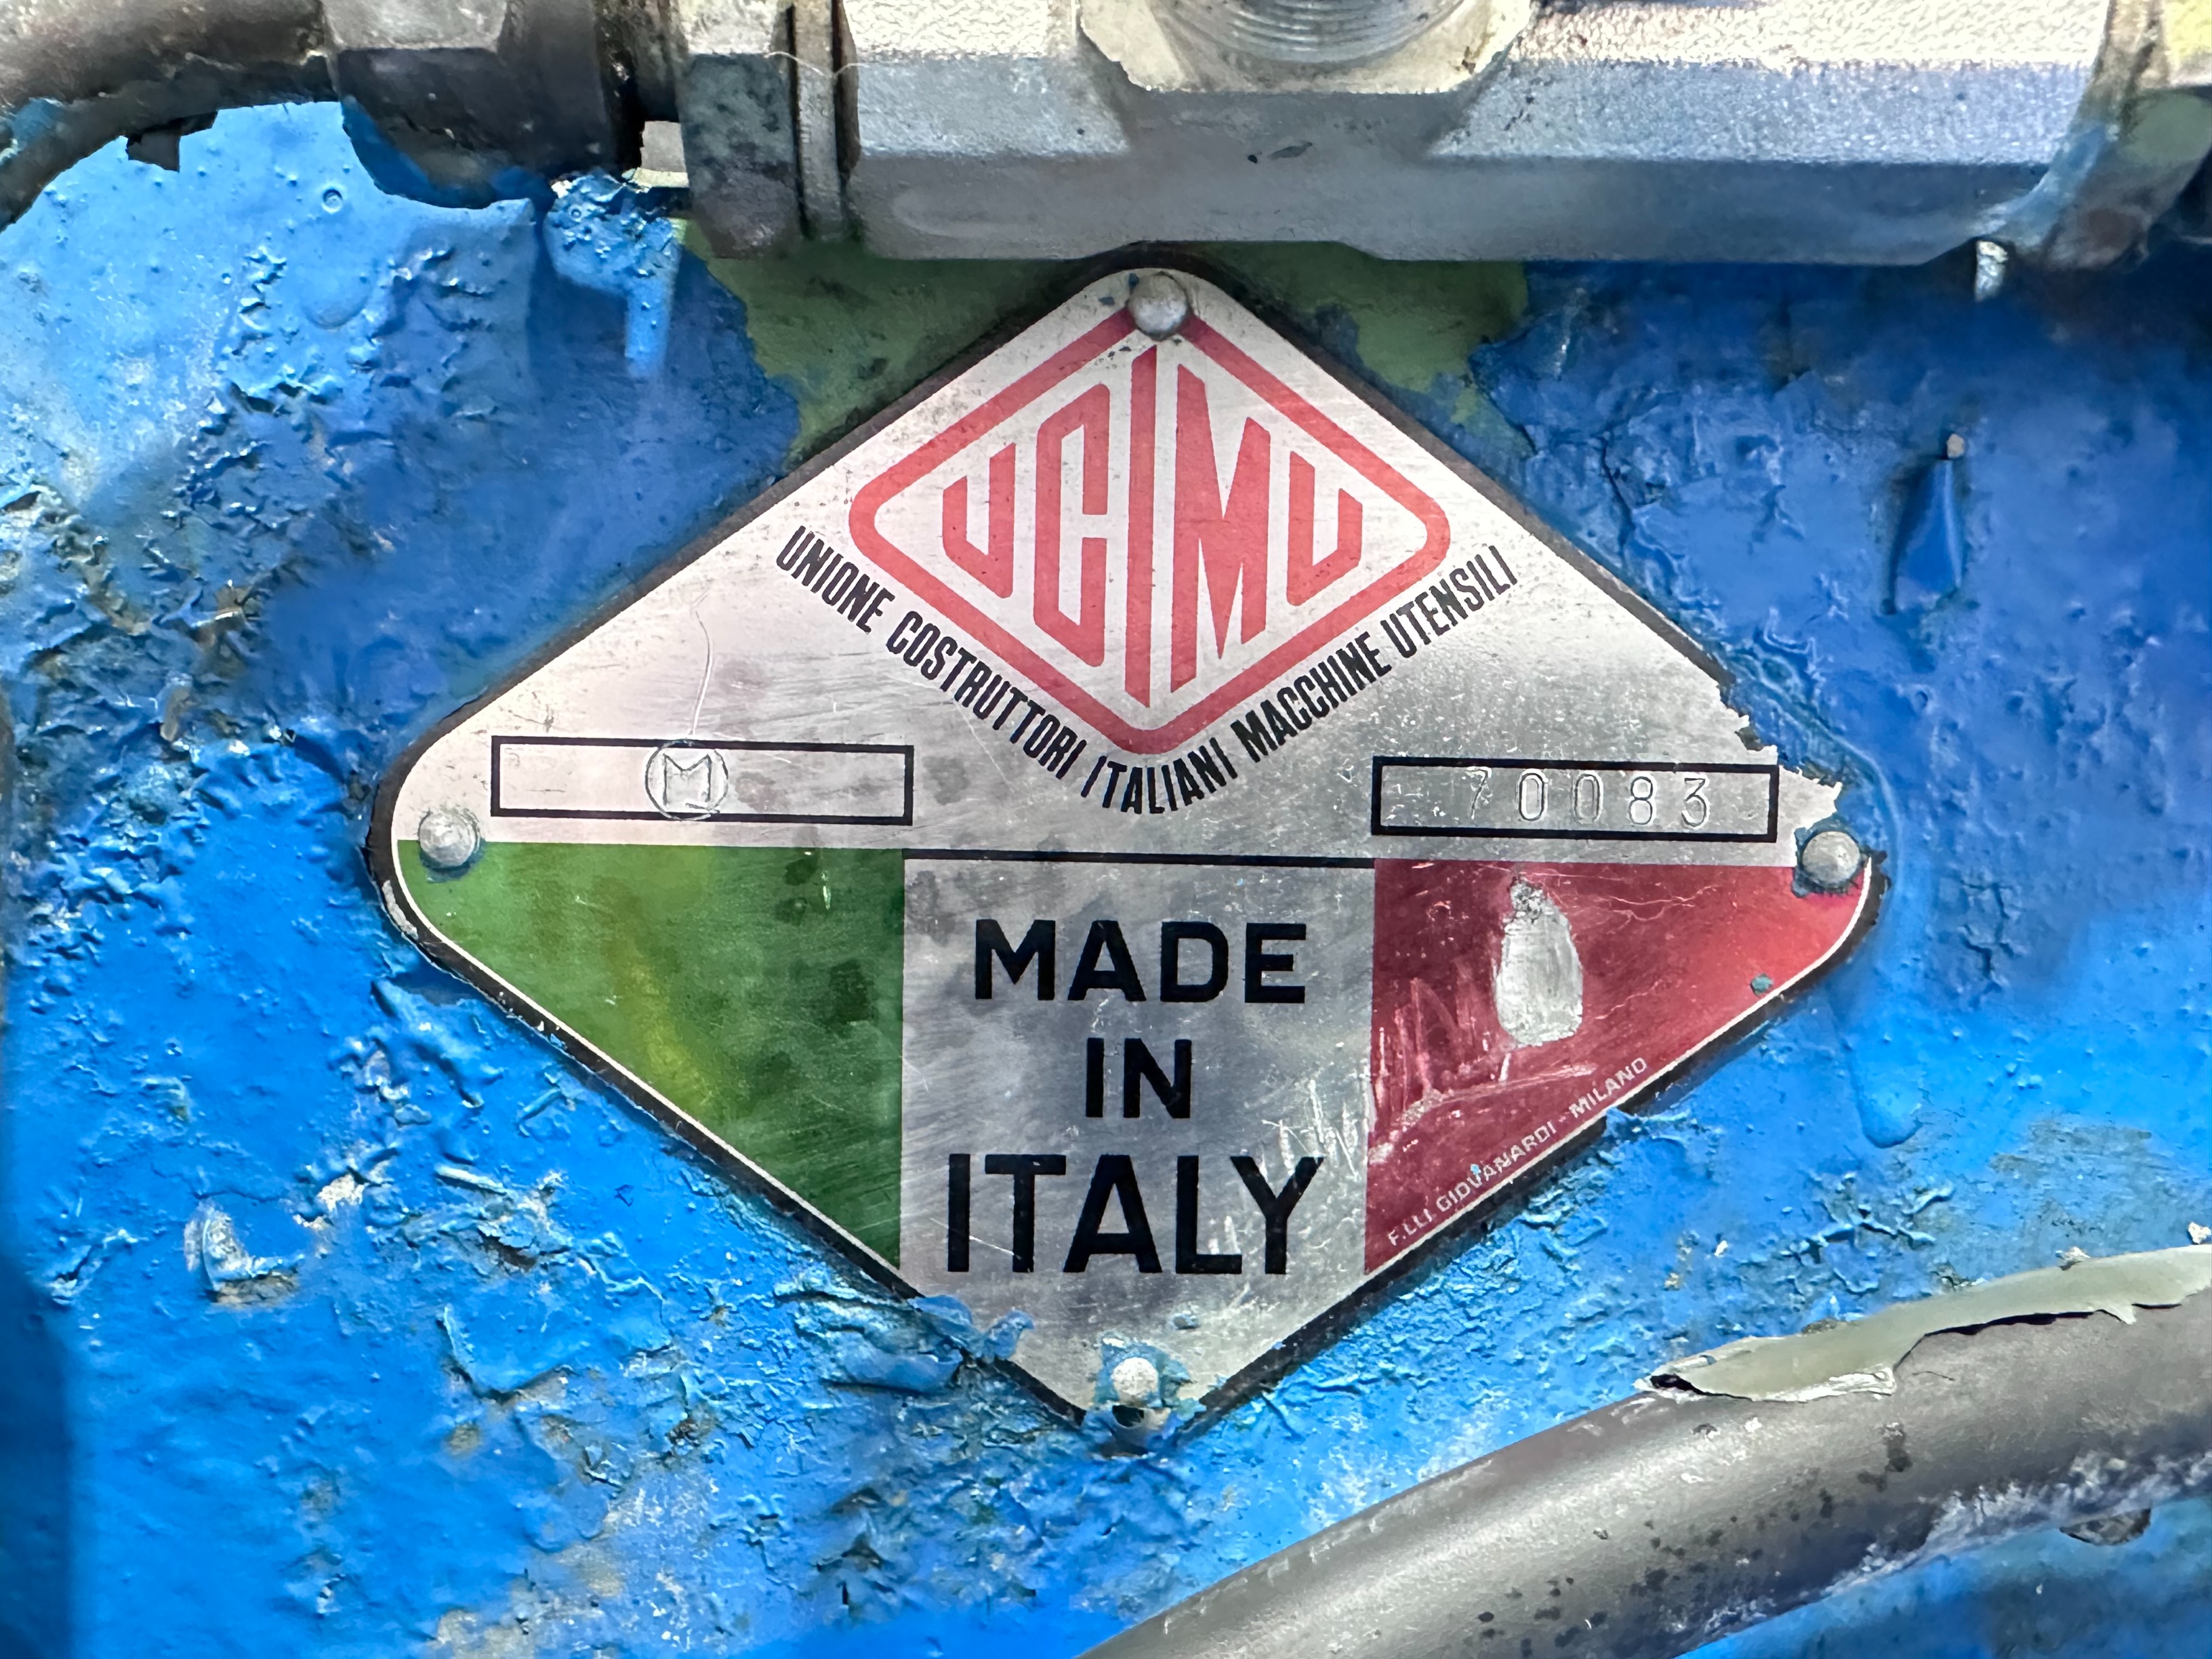 UCIMU
UNIONE COSTRUTTORI ITALIANI MACCHINE UTENSILI
M
70083
MADE
IN
ITALY
F.LLI GIOVANARDI - MILANO